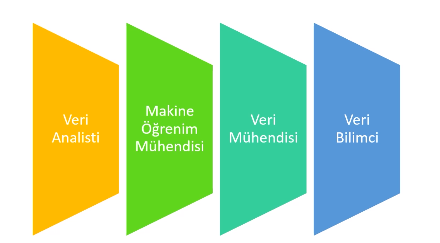 Veri
Analisti
Makine
Öğrenim
Mühendisi
Veri
Mühendisi
Veri
Bilimci